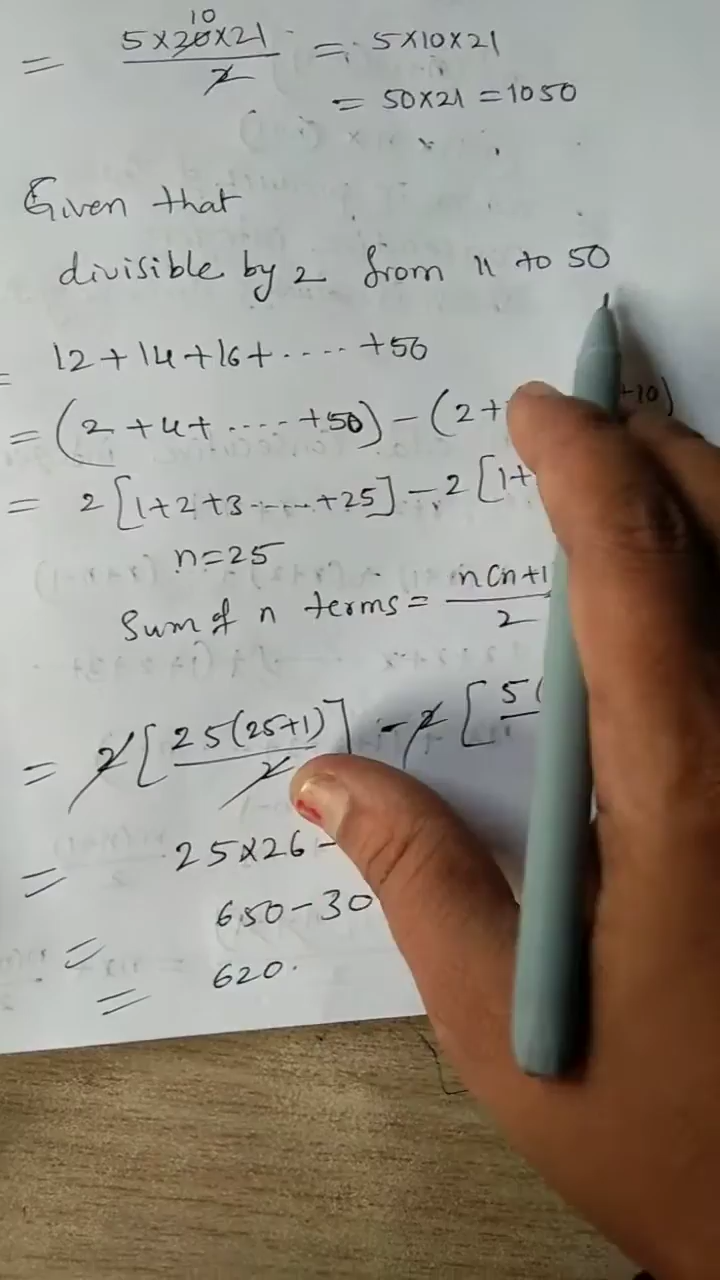 10
= 5×20×21 / 2 = 5×10×21
= 50×21 = 1050
Given that
divisible by 2 from 11 to 50
= 12+14+16+.....+50
= (2+4+.....+50)-(2+ +10)
= 2[1+2+3.....+25]-2[1+
n=25
Sum of n terms = n(n+1 / 2
= 2[25(25+1) / 2]-2[5(
= 25×26-
= 650-30
= 620.